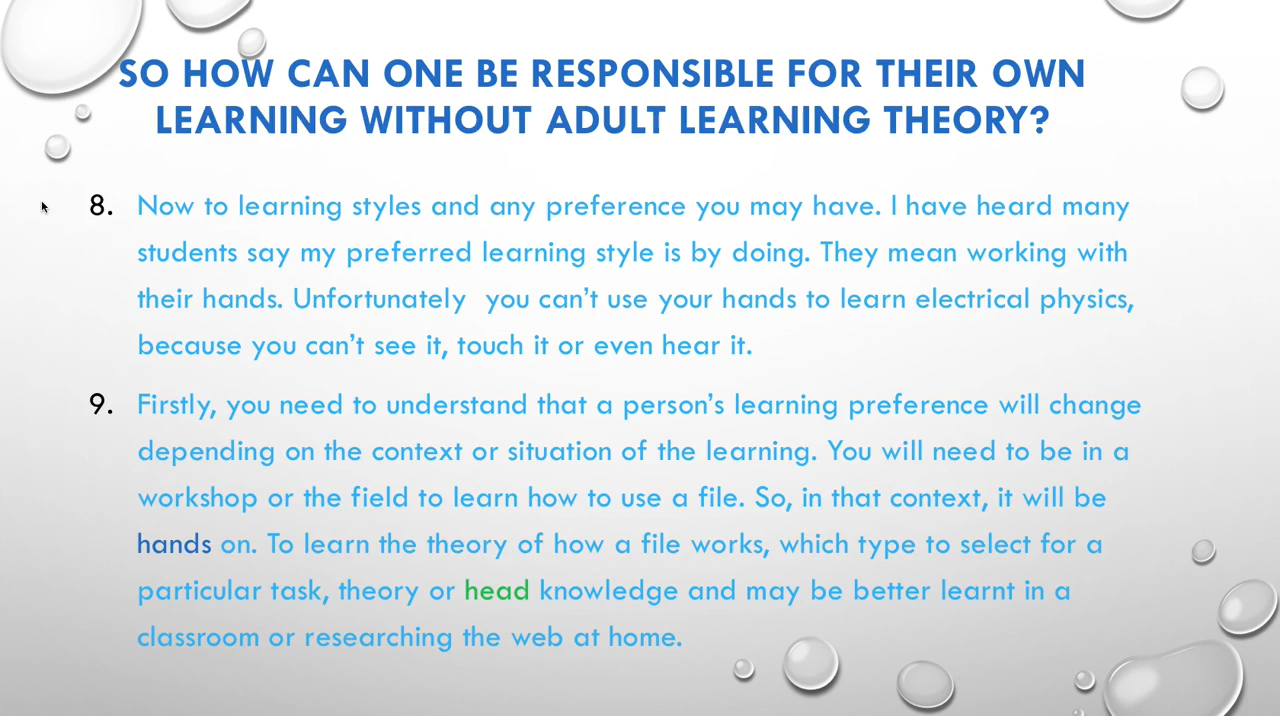 SO HOW CAN ONE BE RESPONSIBLE FOR THEIR OWN
LEARNING WITHOUT ADULT LEARNING THEORY?
8. Now to learning styles and any preference you may have. I have heard many
students say my preferred learning style is by doing. They mean working with
their hands. Unfortunately  you can’t use your hands to learn electrical physics,
because you can’t see it, touch it or even hear it.
9. Firstly, you need to understand that a person’s learning preference will change
depending on the context or situation of the learning. You will need to be in a
workshop or the field to learn how to use a file. So, in that context, it will be
hands on. To learn the theory of how a file works, which type to select for a
particular task, theory or head knowledge and may be better learnt in a
classroom or researching the web at home.